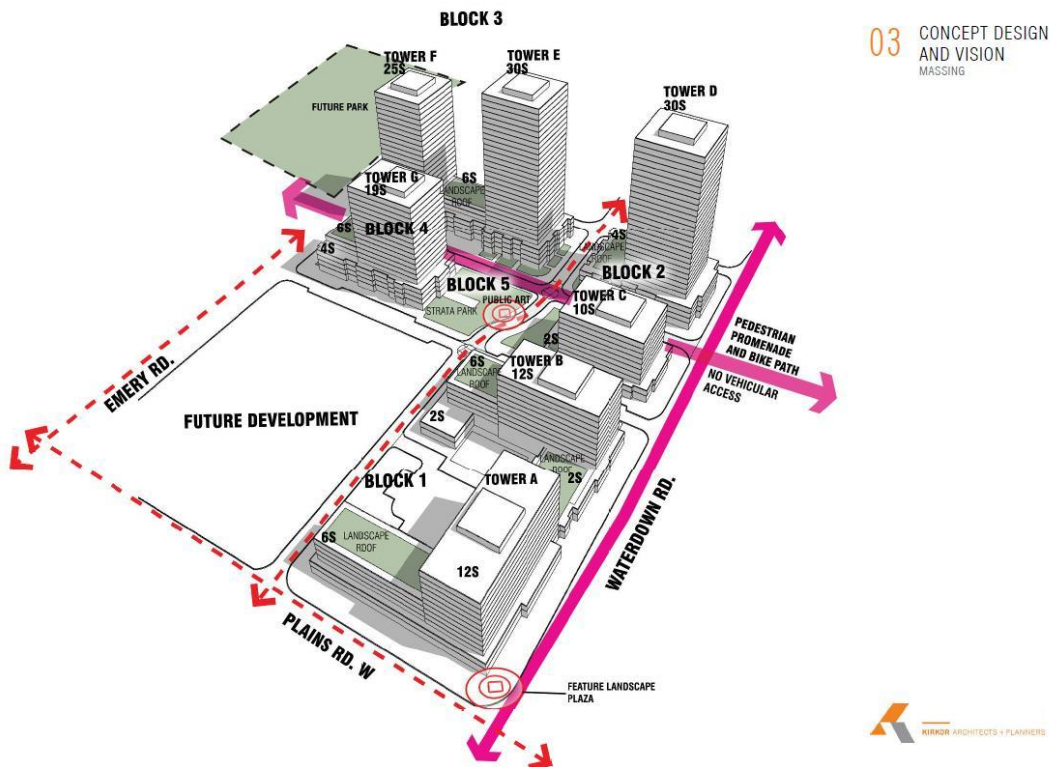 BLOCK 3
03 CONCEPT DESIGN
AND VISION
MASSING
TOWER F
25S
TOWER E
30S
TOWER D
30S
FUTURE PARK
TOWER G
19S
6S
LANDSCAPE
ROOF
6S
BLOCK 4
4S
4S
LANDSCAPE
ROOF
BLOCK 2
BLOCK 5
PUBLIC ART
STRATA PARK
TOWER C
10S
2S
TOWER B
12S
6S
LANDSCAPE
ROOF
PEDESTRIAN
PROMENADE
AND BIKE PATH
NO VEHICULAR
ACCESS
EMERY RD.
FUTURE DEVELOPMENT
2S
LANDSCAPE
ROOF
2S
BLOCK 1
TOWER A
12S
6S
LANDSCAPE
ROOF
WATERDOWN RD.
PLAINS RD. W
FEATURE LANDSCAPE
PLAZA
KIRKOR ARCHITECTS + PLANNERS